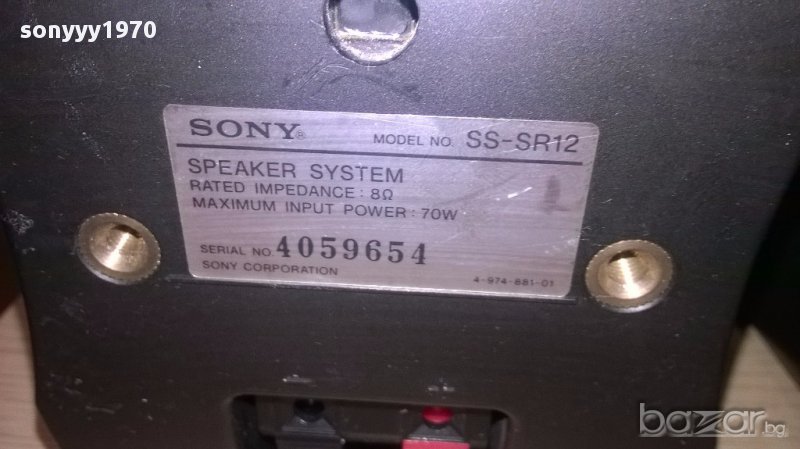 sonyyy1970
SONY® MODEL NO. SS-SR12
SPEAKER SYSTEM
RATED IMPEDANCE : 8Ω
MAXIMUM INPUT POWER : 70W
SERIAL NO. 4059654
SONY CORPORATION 4-974-881-01
− +
bazar.bg